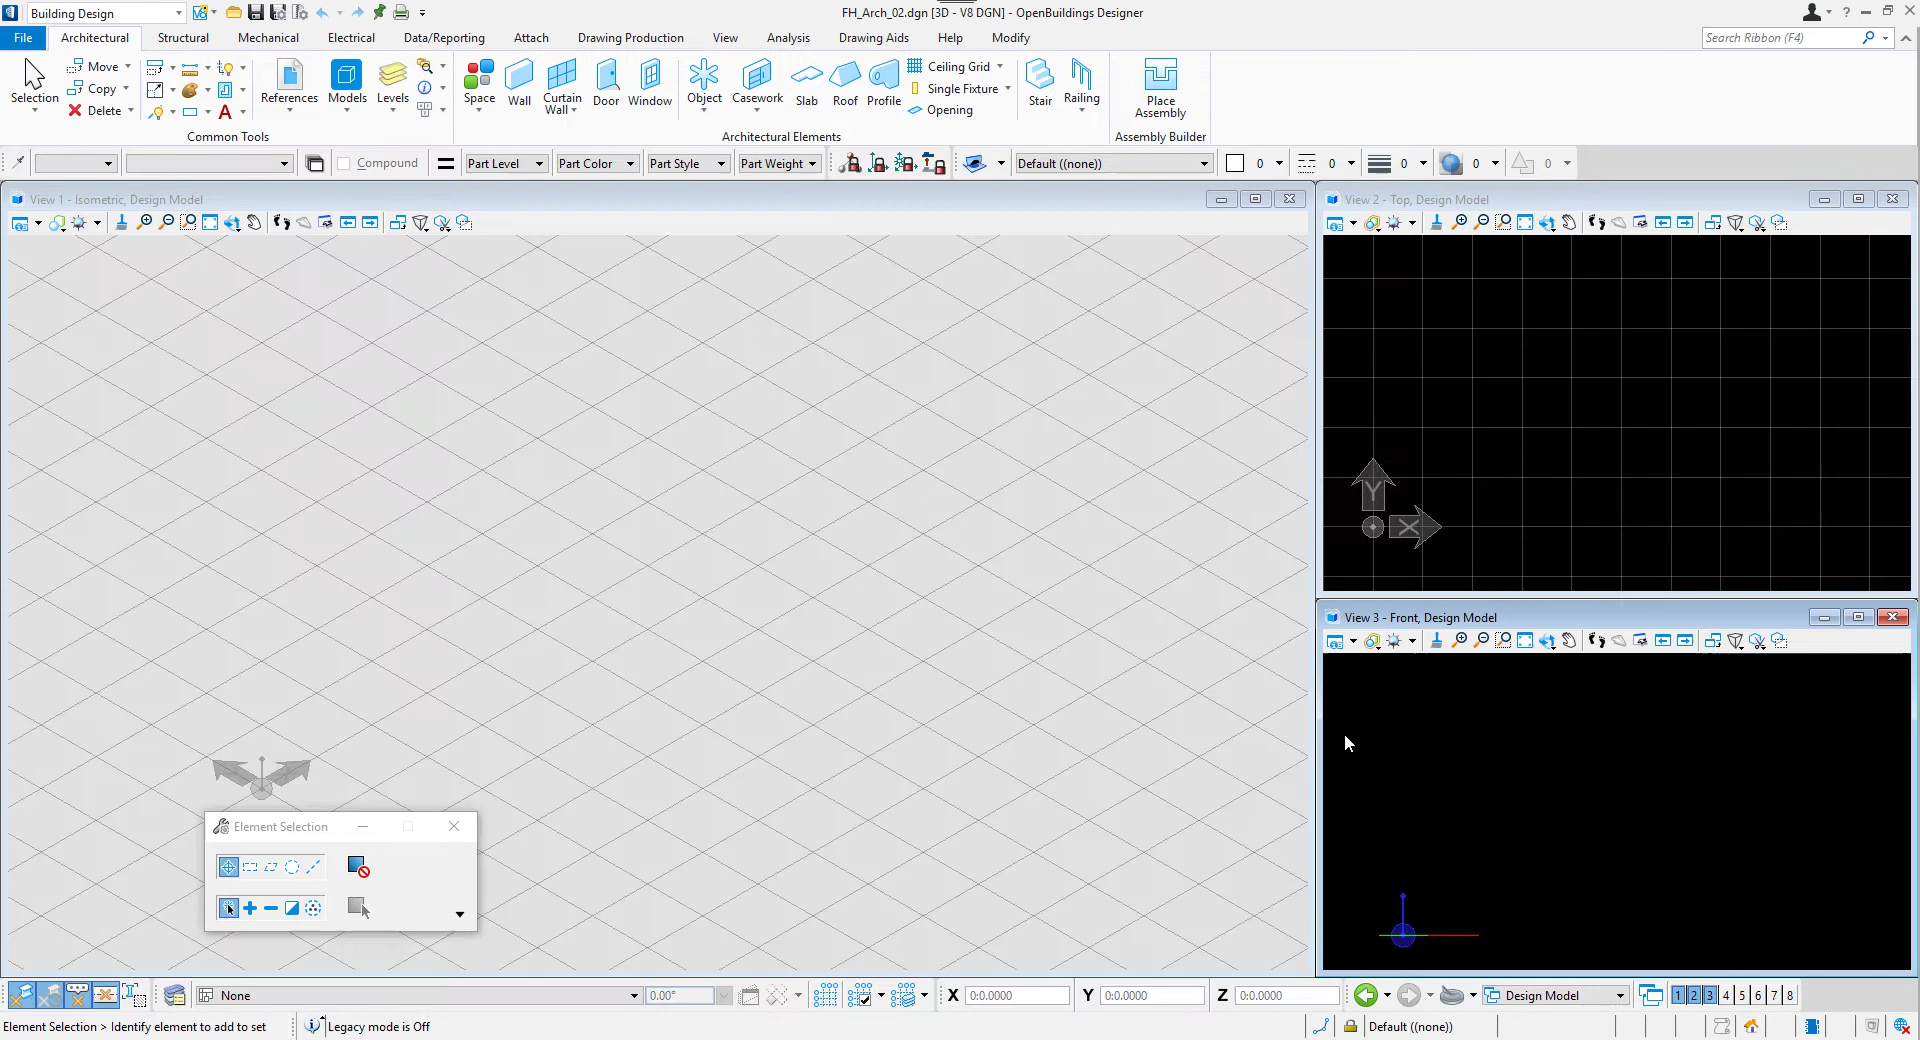 Building Design
FH_Arch_02.dgn [3D - V8 DGN] - OpenBuildings Designer
File Architectural Structural Mechanical Electrical Data/Reporting Attach Drawing Production View Analysis Drawing Aids Help Modify
Search Ribbon (F4)
Selection
Move
Copy
Delete
References
Models
Levels
Common Tools
Space
Wall
Curtain
Wall
Door
Window
Object
Casework
Slab
Roof
Profile
Ceiling Grid
Single Fixture
Opening
Architectural Elements
Stair
Railing
Place
Assembly
Assembly Builder
Compound
Part Level
Part Color
Part Style
Part Weight
Default ((none))
0
0
0
0
0
View 1 - Isometric, Design Model
View 2 - Top, Design Model
Y
X
View 3 - Front, Design Model
Element Selection
None
0.00°
X 0:0.0000
Y 0:0.0000
Z 0:0.0000
Design Model
1 2 3 4 5 6 7 8
Element Selection > Identify element to add to set
Legacy mode is Off
Default ((none))